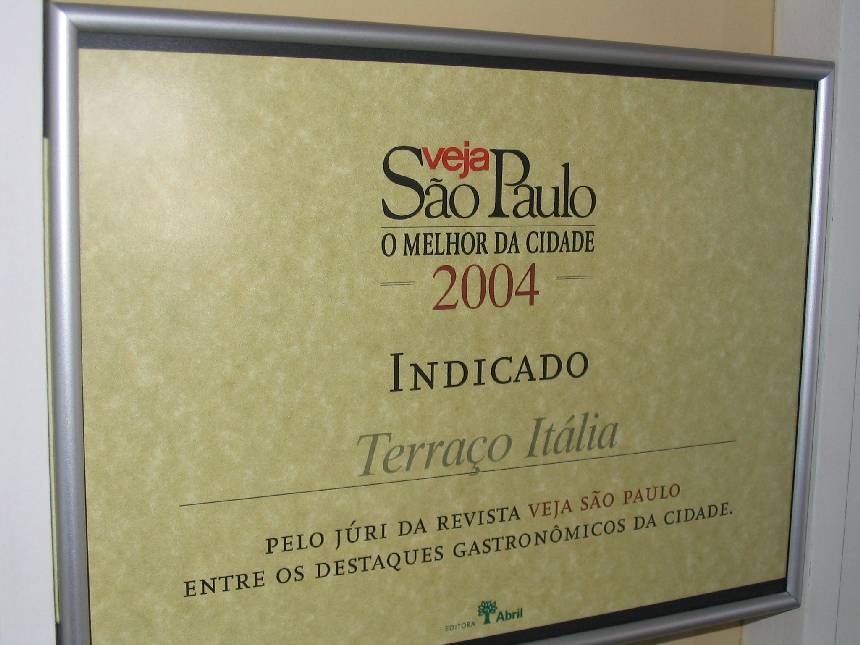 veja
São Paulo
O MELHOR DA CIDADE
2004
INDICADO
Terraço Itália
PELO JÚRI DA REVISTA VEJA SÃO PAULO
ENTRE OS DESTAQUES GASTRONÔMICOS DA CIDADE.
EDITORA Abril